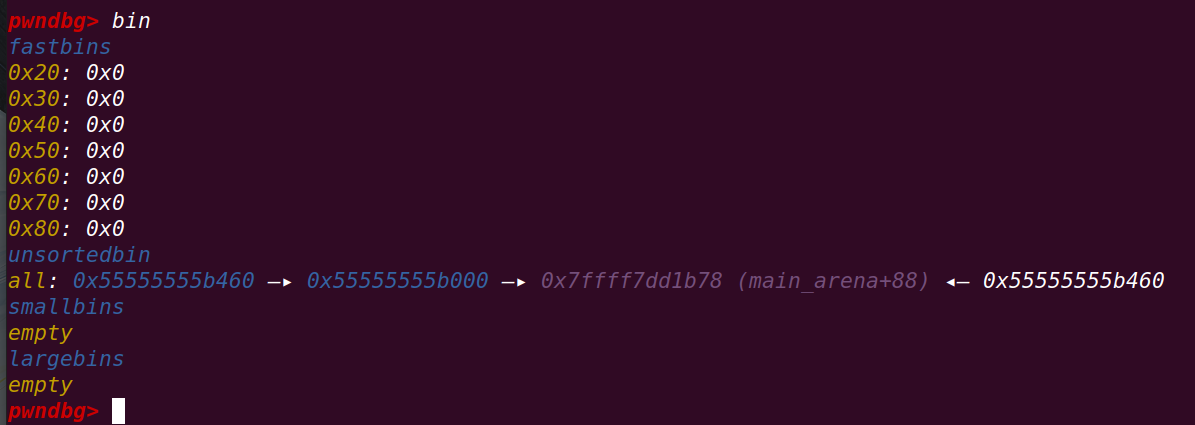 pwndbg> bin
fastbins
0x20: 0x0
0x30: 0x0
0x40: 0x0
0x50: 0x0
0x60: 0x0
0x70: 0x0
0x80: 0x0
unsortedbin
all: 0x55555555b460 —▸ 0x55555555b000 —▸ 0x7ffff7dd1b78 (main_arena+88) ◂— 0x55555555b460
smallbins
empty
largebins
empty
pwndbg>